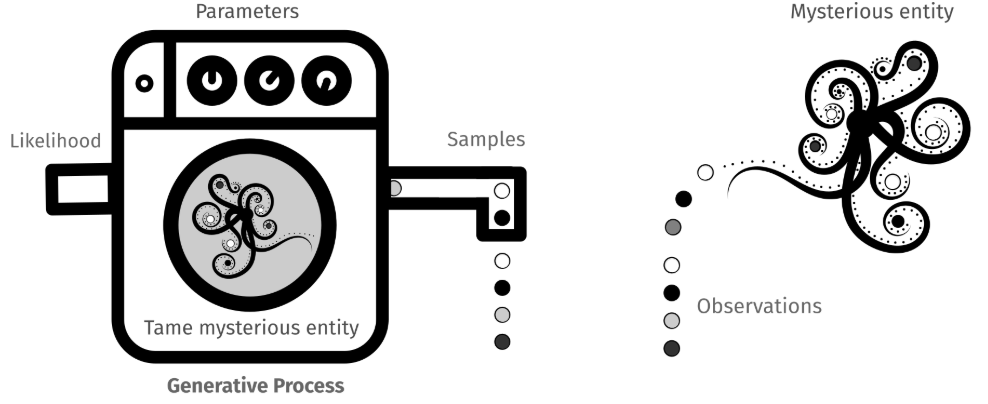 Parameters
Mysterious entity
Likelihood
Samples
Observations
Tame mysterious entity
Generative Process